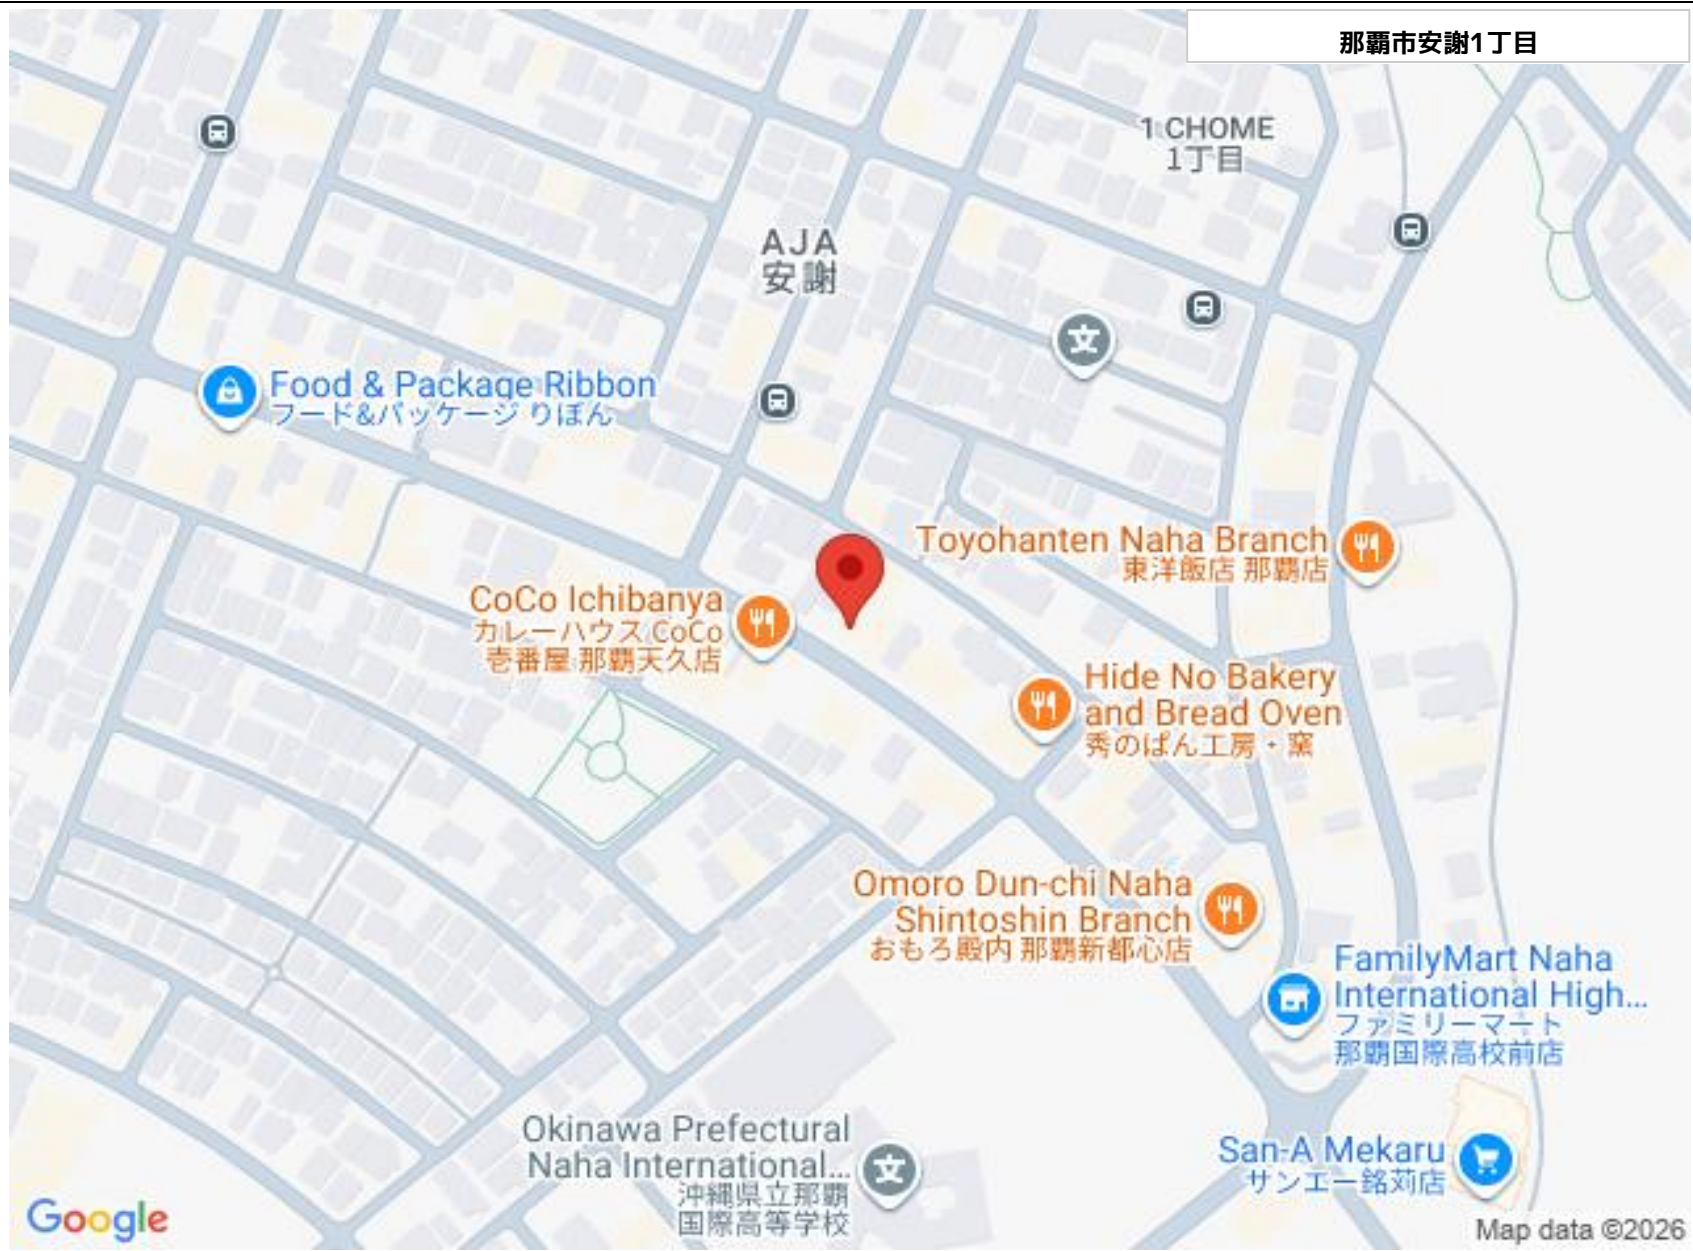 那覇市安謝1丁目
1 CHOME
1丁目
AJA
安謝
Food & Package Ribbon
フード&パッケージ りぼん
Toyohanten Naha Branch
東洋飯店 那覇店
CoCo Ichibanya
カレーハウス CoCo
壱番屋 那覇天久店
Hide No Bakery
and Bread Oven
秀のぱん工房・窯
Omoro Dun-chi Naha
Shintoshin Branch
おもろ殿内 那覇新都心店
FamilyMart Naha
International High...
ファミリーマート
那覇国際高校前店
Okinawa Prefectural
Naha International...
沖縄県立那覇
国際高等学校
San-A Mekaru
サンエー銘苅店
文
文
Google
Map data ©2026